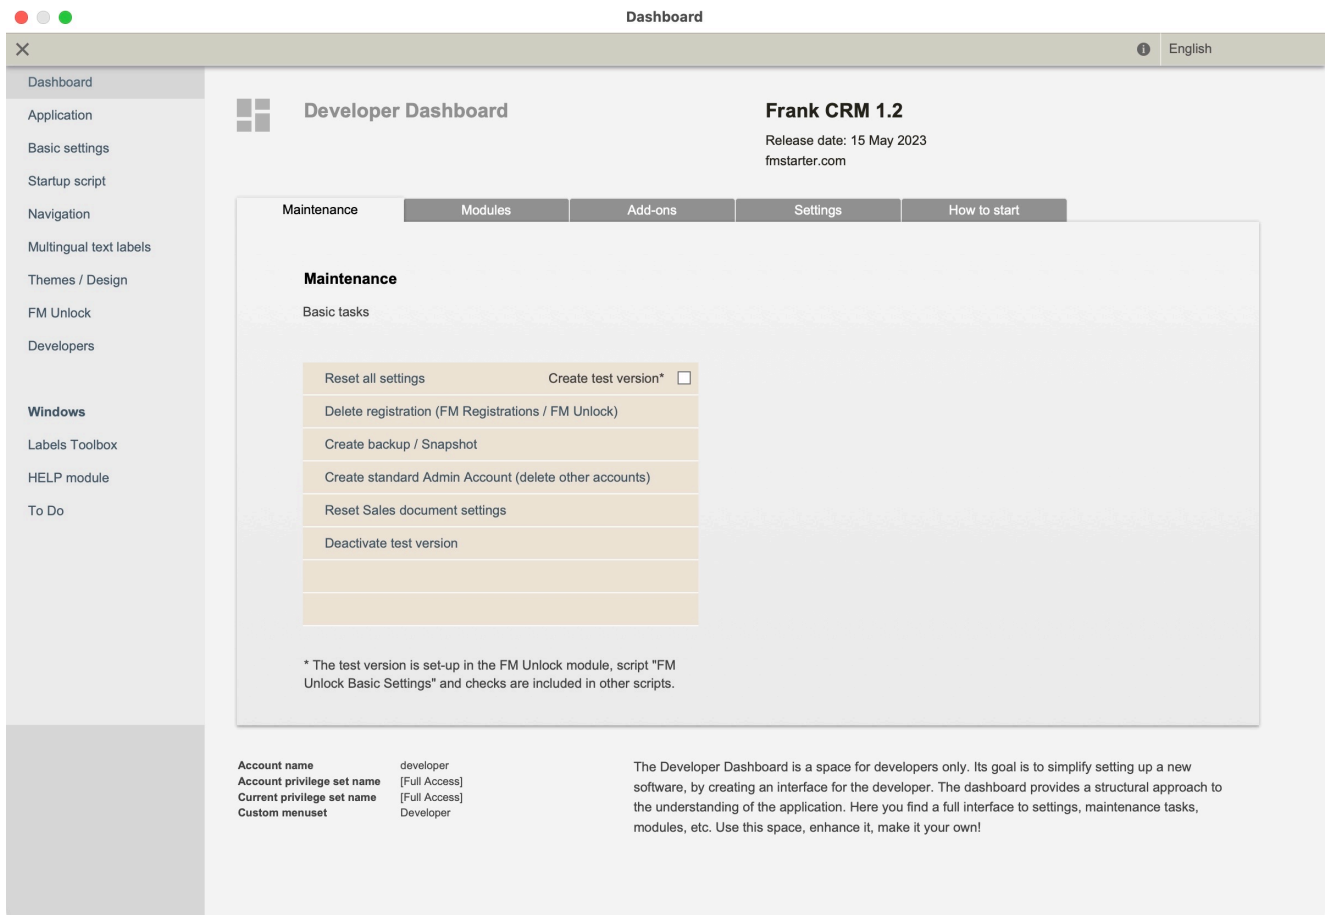 Dashboard
English
Dashboard
Application
Basic settings
Startup script
Navigation
Multingual text labels
Themes / Design
FM Unlock
Developers
Windows
Labels Toolbox
HELP module
To Do
Developer Dashboard
Frank CRM 1.2
Release date: 15 May 2023
fmstarter.com
Maintenance
Modules
Add-ons
Settings
How to start
Maintenance
Basic tasks
Reset all settings
Create test version*
Delete registration (FM Registrations / FM Unlock)
Create backup / Snapshot
Create standard Admin Account (delete other accounts)
Reset Sales document settings
Deactivate test version
* The test version is set-up in the FM Unlock module, script "FM
Unlock Basic Settings" and checks are included in other scripts.
Account name developer
Account privilege set name [Full Access]
Current privilege set name [Full Access]
Custom menuset Developer
The Developer Dashboard is a space for developers only. Its goal is to simplify setting up a new
software, by creating an interface for the developer. The dashboard provides a structural approach to
the understanding of the application. Here you find a full interface to settings, maintenance tasks,
modules, etc. Use this space, enhance it, make it your own!